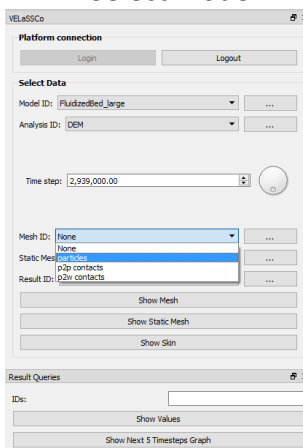 VELaSSCo
Platform connection
Login Logout
Select Data
Model ID: FluidizedBed_large ...
Analysis ID: DEM ...
Time step: 2,939,000.00
Mesh ID: None ...
None
Static Mes particles ...
p2p contacts
Result ID: p2w contacts ...
Show Mesh
Show Static Mesh
Show Skin
Result Queries
IDs:
Show Values
Show Next 5 Timesteps Graph